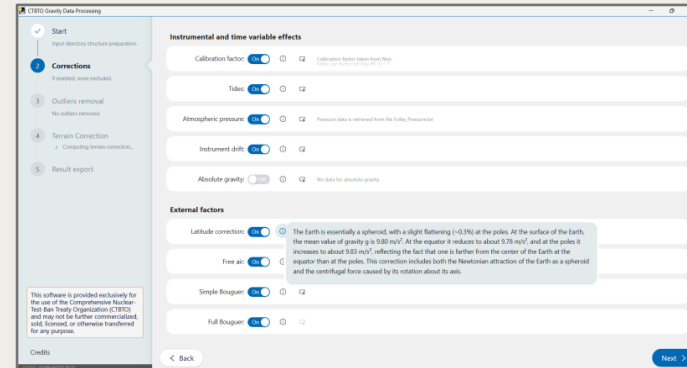 CTBTO Gravity Data Processing
Start
Input directory structure preparation.
2
Corrections
9 enabled, none excluded.
3
Outliers removal
No outliers removed.
4
Terrain Correction
Computing terrain correction...
5
Result export
This software is provided exclusively for
the use of the Comprehensive Nuclear-
Test-Ban Treaty Organization (CTBTO)
and may not be further commercialized,
sold, licensed, or otherwise transferred
for any purpose.
Credits
Instrumental and time variable effects
Calibration factor: On
Calibration factor taken from files
Tides: On
Atmospheric pressure: On
Pressure data is retrieved from file
Instrument drift: On
Absolute gravity: Off
No data for absolute gravity.
External factors
Latitude correction: On
The Earth is essentially a spheroid, with a slight flattening (~0.3%) at the poles. At the surface of the Earth,
the mean value of gravity g is 9.80 m/s². At the equator it reduces to about 9.78 m/s², and at the poles it
increases to about 9.83 m/s², reflecting the fact that one is farther from the center of the Earth at the
equator than at the poles. This correction includes both the Newtonian attraction of the Earth as a spheroid
and the centrifugal force caused by its rotation about its axis.
Free air: On
Simple Bouguer: On
Full Bouguer: On
< Back
Next >